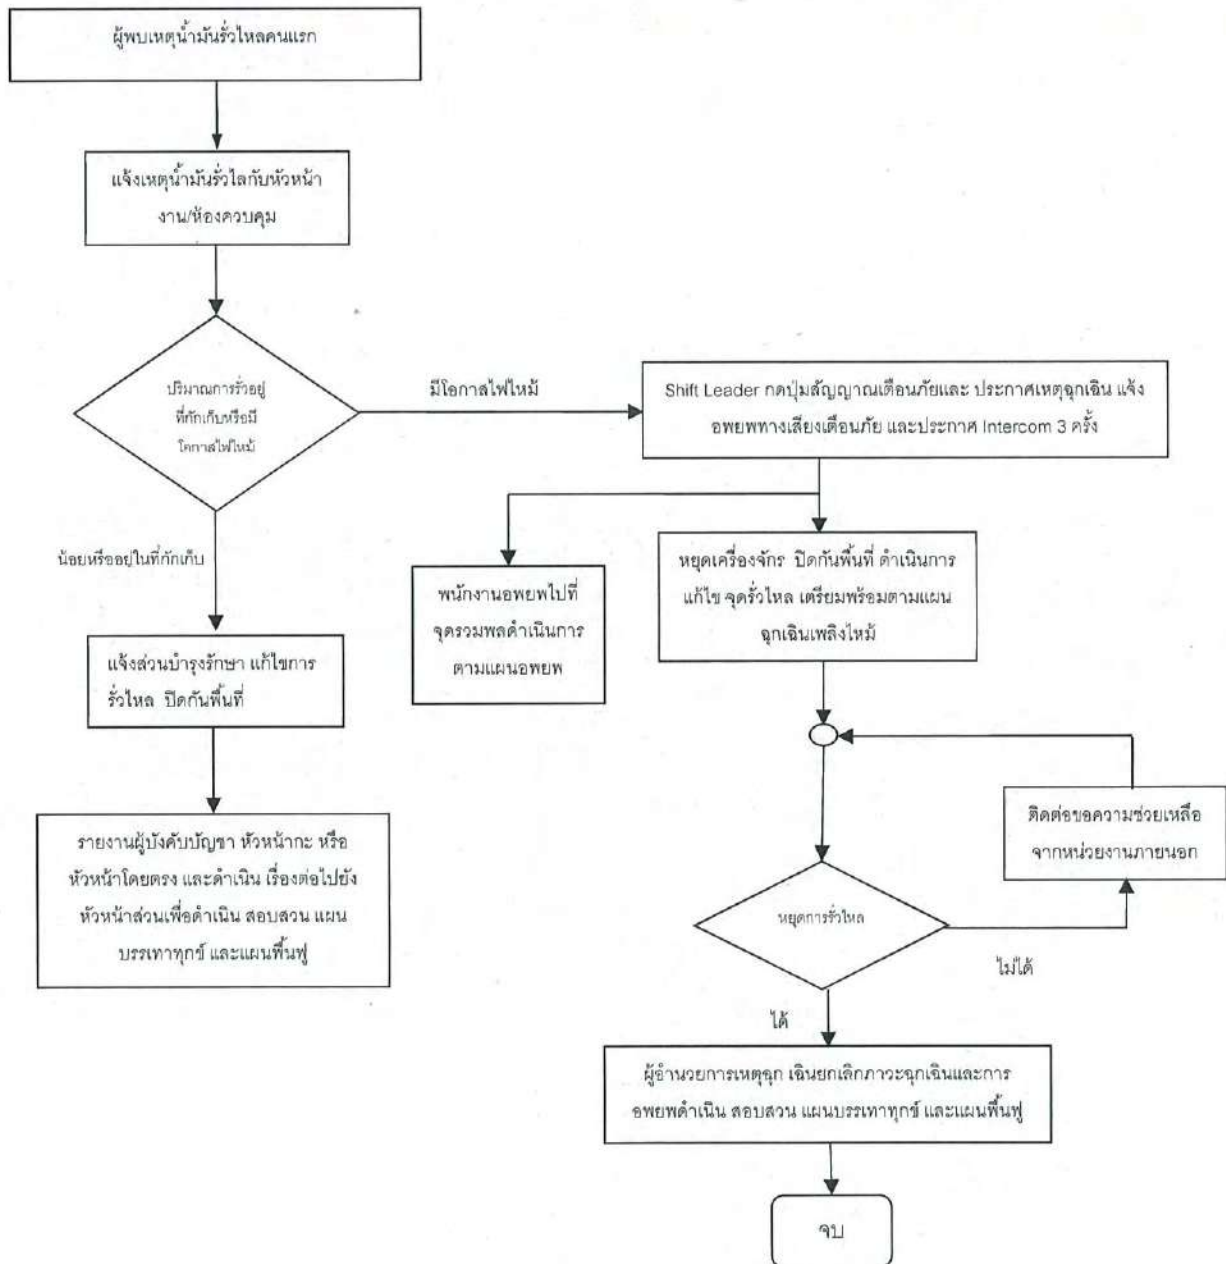 ผู้พบเหตุน้ำมันรั่วไหลคนแรก
แจ้งเหตุน้ำมันรั่วไลกับหัวหน้า
งาน/ห้องควบคุม
ปริมาณการรั่วอยู่
ที่กักเก็บหรือมี
โอกาสไฟไหม้
มีโอกาสไฟไหม้
Shift Leader กดปุ่มสัญญาณเตือนภัยและ ประกาศเหตุฉุกเฉิน แจ้ง
อพยพทางเสียงเตือนภัย และประกาศ Intercom 3 ครั้ง
น้อยหรืออยู่ในที่กักเก็บ
พนักงานอพยพไปที่
จุดรวมพลดำเนินการ
ตามแผนอพยพ
หยุดเครื่องจักร ปิดกันพื้นที่ ดำเนินการ
แก้ไข จุดรั่วไหล เตรียมพร้อมตามแผน
ฉุกเฉินเพลิงไหม้
แจ้งส่วนบำรุงรักษา แก้ไขการ
รั่วไหล ปิดกันพื้นที่
รายงานผู้บังคับบัญชา หัวหน้ากะ หรือ
หัวหน้าโดยตรง และดำเนิน เรื่องต่อไปยัง
หัวหน้าส่วนเพื่อดำเนิน สอบสวน แผน
บรรเทาทุกข์ และแผนฟื้นฟู
ติดต่อขอความช่วยเหลือ
จากหน่วยงานภายนอก
หยุดการรั่วไหล
ไม่ได้
ได้
ผู้อำนวยการเหตุฉุก เฉินยกเลิกภาวะฉุกเฉินและการ
อพยพดำเนิน สอบสวน แผนบรรเทาทุกข์ และแผนฟื้นฟู
จบ